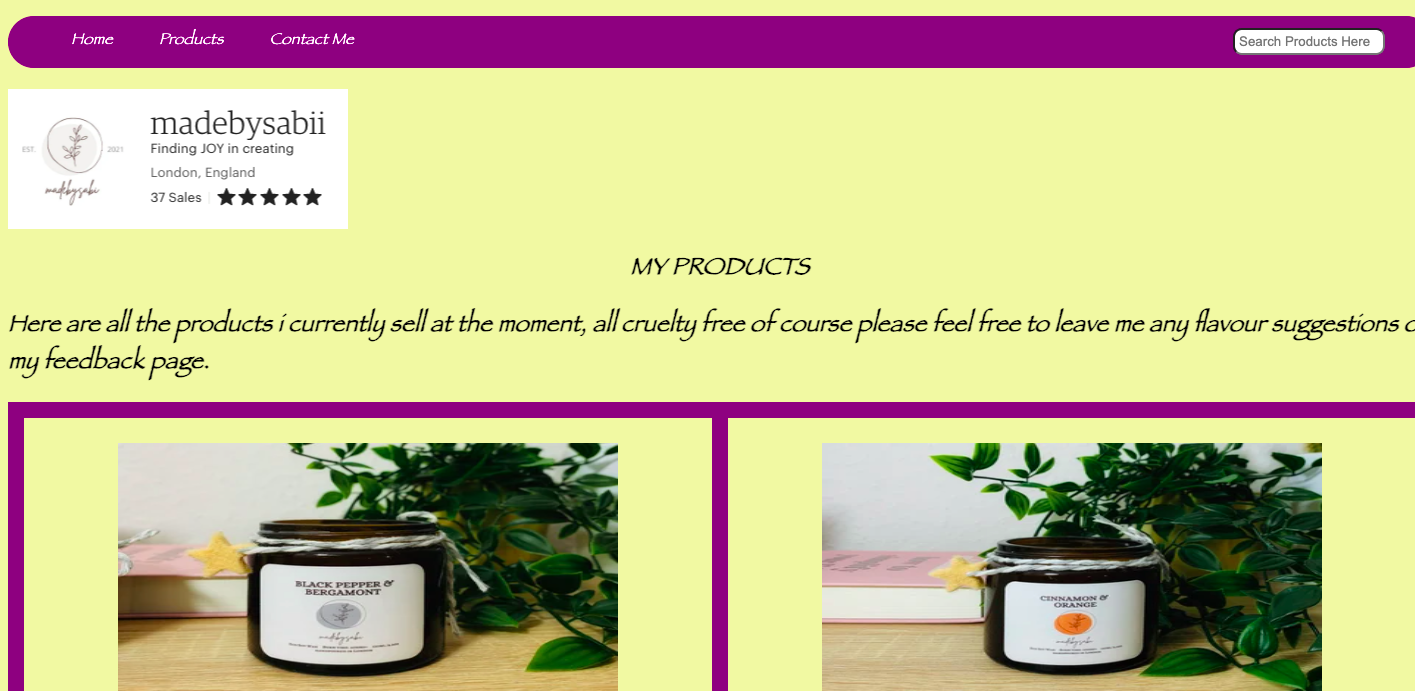 Home Products Contact Me Search Products Here
madebysabii
Finding JOY in creating
EST. 2021
London, England
madebysabi
37 Sales
MY PRODUCTS
Here are all the products i currently sell at the moment, all cruelty free of course please feel free to leave me any flavour suggestions
my feedback page.
BLACK PEPPER &
BERGAMONT
madebysabi
CINNAMON &
ORANGE
madebysabi